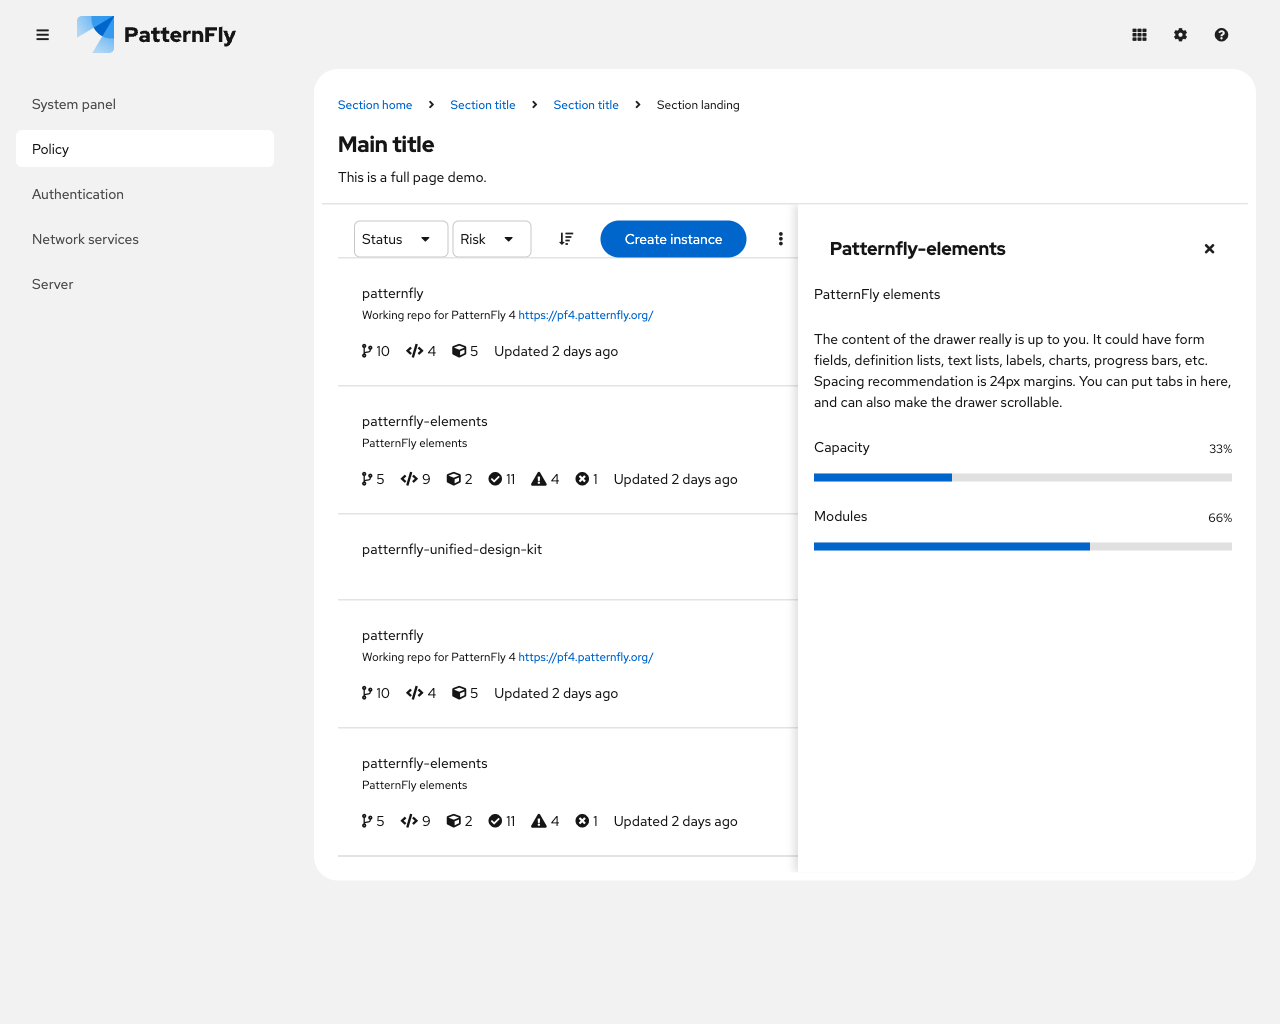 PatternFly
System panel
Policy
Authentication
Network services
Server
Section home
Section title
Section title
Section landing
Main title
This is a full page demo.
Status
Risk
Create instance
patternfly
Working repo for PatternFly 4 https://pf4.patternfly.org/
10 4 5 Updated 2 days ago
patternfly-elements
PatternFly elements
5 9 2 11 4 1 Updated 2 days ago
patternfly-unified-design-kit
patternfly
Working repo for PatternFly 4 https://pf4.patternfly.org/
10 4 5 Updated 2 days ago
patternfly-elements
PatternFly elements
5 9 2 11 4 1 Updated 2 days ago
Patternfly-elements
PatternFly elements
The content of the drawer really is up to you. It could have form
fields, definition lists, text lists, labels, charts, progress bars, etc.
Spacing recommendation is 24px margins. You can put tabs in here,
and can also make the drawer scrollable.
Capacity
33%
Modules
66%